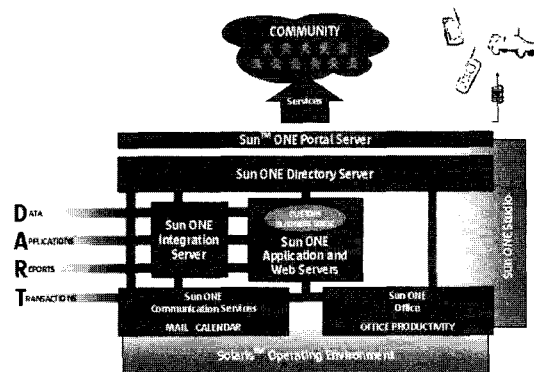 COMMUNITY
Services
Sun™ ONE Portal Server
Sun ONE Directory Server
DATA
APPLICATIONS
REPORTS
TRANSACTIONS
Sun ONE
Integration
Server
CUSTOM
Sun ONE
Application and
Web Servers
Sun ONE Studio
Sun ONE
Communication Services
MAIL CALENDAR
Sun ONE
Office
OFFICE PRODUCTIVITY
Solaris™ Operating Environment